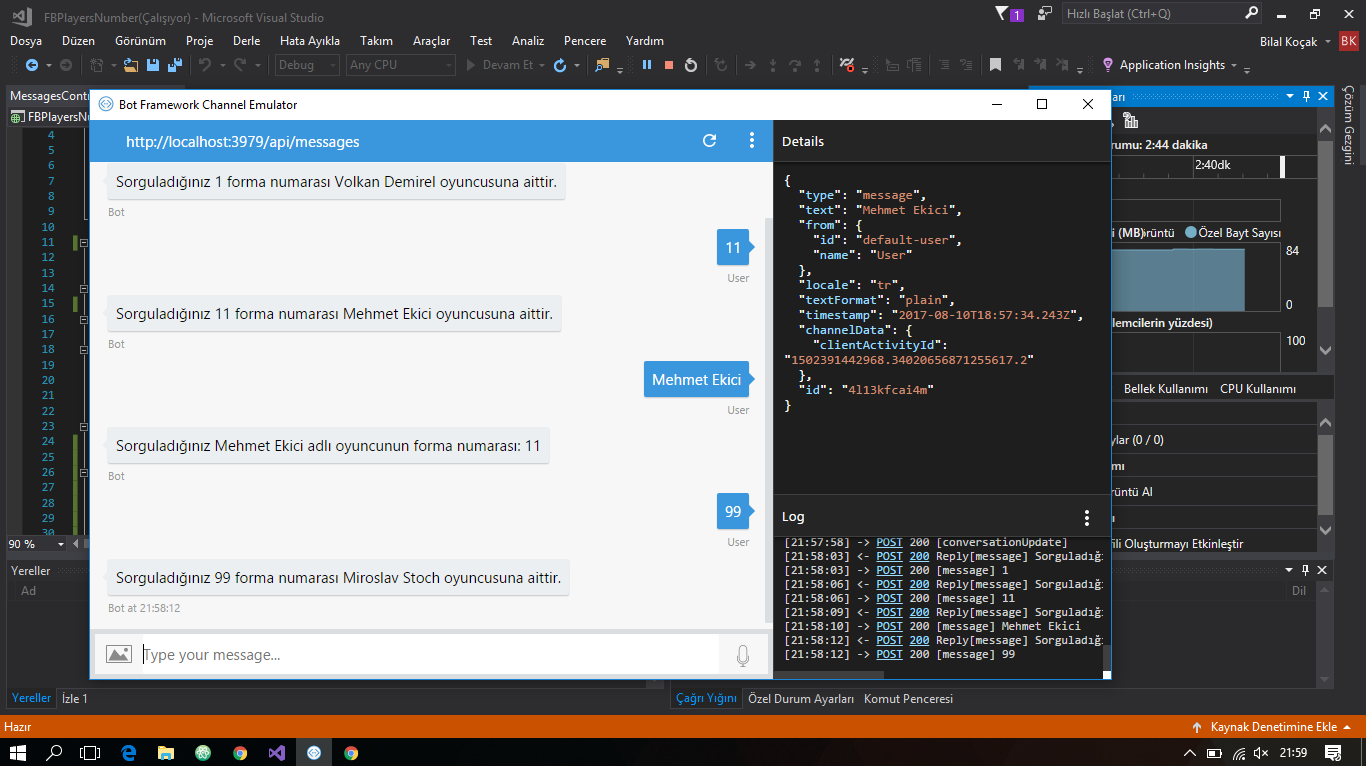 FBPlayersNumber(Çalışıyor) - Microsoft Visual Studio
1
Hızlı Başlat (Ctrl+Q)
Dosya Düzen Görünüm Proje Derle Hata Ayıkla Takım Araçlar Test Analiz Pencere Yardım
Bilal Koçak BK
Debug Any CPU Devam Et Application Insights
MessagesContr
FBPlayersNu
4
5
6
7
8
9
10
11
12
13
14
15
16
17
18
19
20
21
22
23
24
25
26
27
28
29
30
90 %
Bot Framework Channel Emulator
http://localhost:3979/api/messages
Sorguladığınız 1 forma numarası Volkan Demirel oyuncusuna aittir.
Bot
11
User
Sorguladığınız 11 forma numarası Mehmet Ekici oyuncusuna aittir.
Bot
Mehmet Ekici
User
Sorguladığınız Mehmet Ekici adlı oyuncunun forma numarası: 11
Bot
99
User
Sorguladığınız 99 forma numarası Miroslav Stoch oyuncusuna aittir.
Bot at 21:58:12
Type your message...
Details
{
"type": "message",
"text": "Mehmet Ekici",
"from": {
"id": "default-user",
"name": "User"
},
"locale": "tr",
"textFormat": "plain",
"timestamp": "2017-08-10T18:57:34.243Z",
"channelData": {
"clientActivityId":
"1502391442968.34020656871255617.2"
},
"id": "4l13kfcai4m"
}
Log
[21:57:58] -> POST 200 [conversationUpdate]
[21:58:03] <- POST 200 Reply[message] Sorguladığı
[21:58:03] -> POST 200 [message] 1
[21:58:06] <- POST 200 Reply[message] Sorguladığı
[21:58:06] -> POST 200 [message] 11
[21:58:09] <- POST 200 Reply[message] Sorguladığı
[21:58:10] -> POST 200 [message] Mehmet Ekici
[21:58:12] <- POST 200 Reply[message] Sorguladığı
[21:58:12] -> POST 200 [message] 99
arı
rumu: 2:44 dakika
2:40dk
i (MB) örüntü Özel Bayt Sayısı
84
0
lemcilerin yüzdesi)
100
Bellek Kullanımı CPU Kullanımı
ylar (0 / 0)
mı
rüntü Al
ı
fili Oluşturmayı Etkinleştir
Çözüm Gezgini
Yereller
Ad
Dil
Yereller İzle 1
Çağrı Yığını Özel Durum Ayarları Komut Penceresi
Hazır
Kaynak Denetimine Ekle
21:59